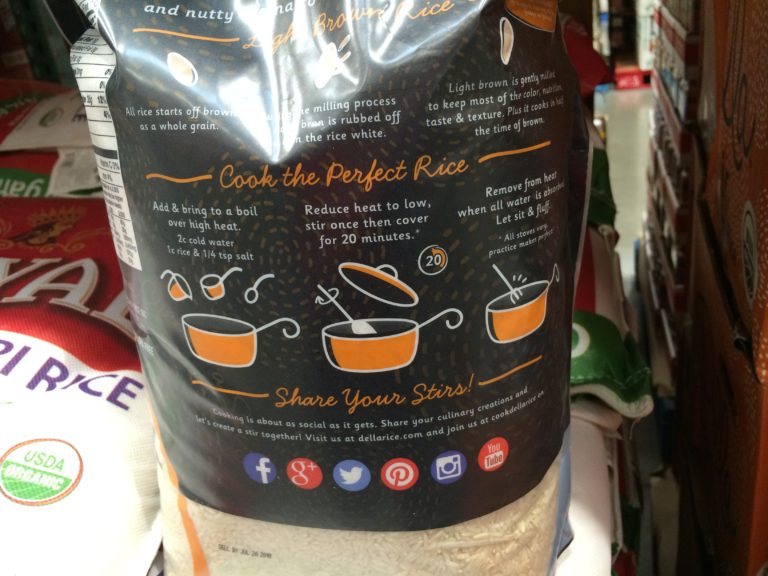 and nutty
Light Brown Rice
All rice starts off brown
as a whole grain.
the milling process
bran is rubbed off
the rice white.
Light brown is gently milled
to keep most of the color, nutrition,
taste & texture. Plus it cooks in half
the time of brown.
Cook the Perfect Rice
Add & bring to a boil
over high heat.
2c cold water
1c rice & 1/4 tsp salt
Reduce heat to low,
stir once then cover
for 20 minutes.*
20
Remove from heat
when all water is absorbed.
Let sit & fluff.
* All stoves vary,
practice makes perfect.
Share Your Stirs!
Cooking is about as social as it gets. Share your culinary creations and
let's create a stir together! Visit us at dellarice.com and join us at cookdellarice on
f
g+
You
Tube
SELL BY JUL 26 2018
RICE
USDA
ORGANIC